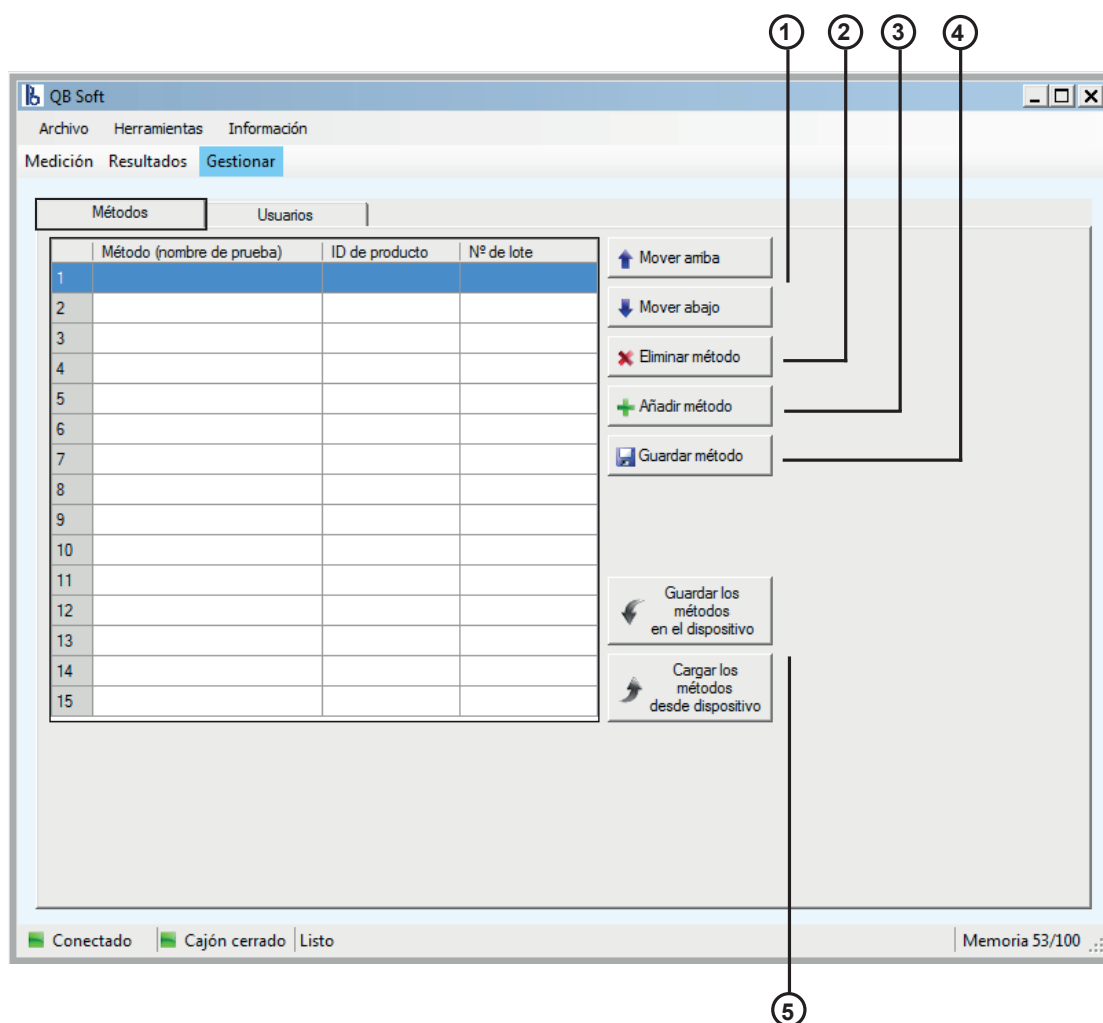 1 2 3 4
QB Soft
Archivo Herramientas Información
Medición Resultados Gestionar
Métodos Usuarios
Método (nombre de prueba) ID de producto Nº de lote
1
2
3
4
5
6
7
8
9
10
11
12
13
14
15
Mover arriba
Mover abajo
Eliminar método
Añadir método
Guardar método
Guardar los
métodos
en el dispositivo
Cargar los
métodos
desde dispositivo
Conectado Cajón cerrado Listo Memoria 53/100
5